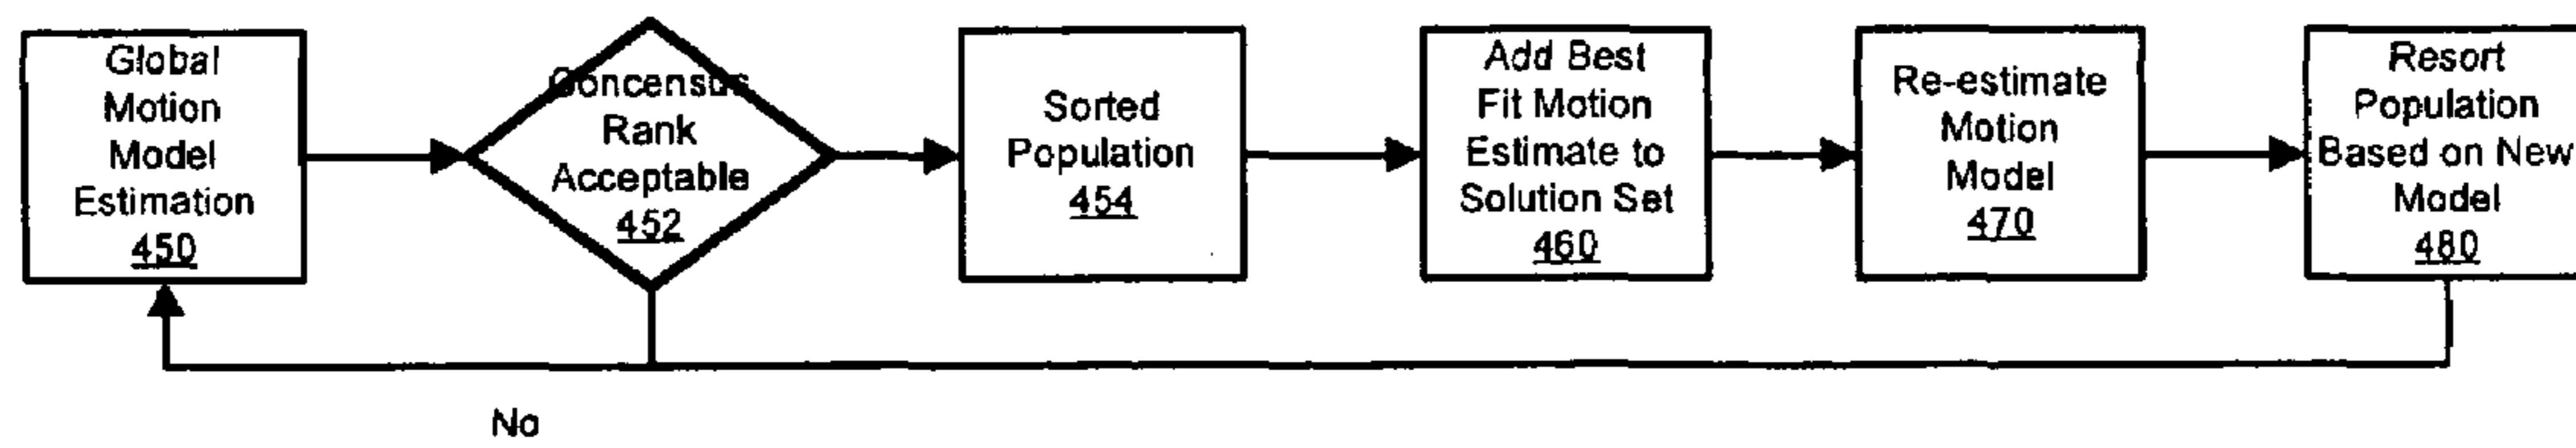 Global
Motion
Model
Estimation
450
Concensus
Rank
Acceptable
452
Sorted
Population
454
Add Best
Fit Motion
Estimate to
Solution Set
460
Re-estimate
Motion
Model
470
Resort
Population
Based on New
Model
480
No